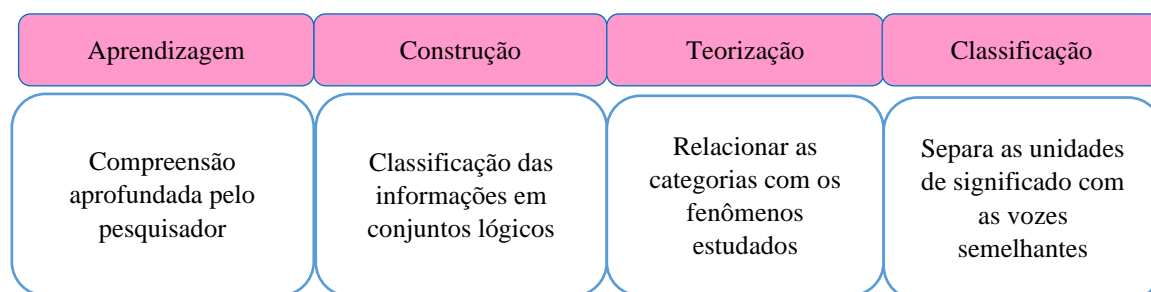 Aprendizagem
Construção
Teorização
Classificação
Compreensão
aprofundada pelo
pesquisador
Classificação das
informações em
conjuntos lógicos
Relacionar as
categorias com os
fenômenos
estudados
Separa as unidades
de significado com
as vozes
semelhantes